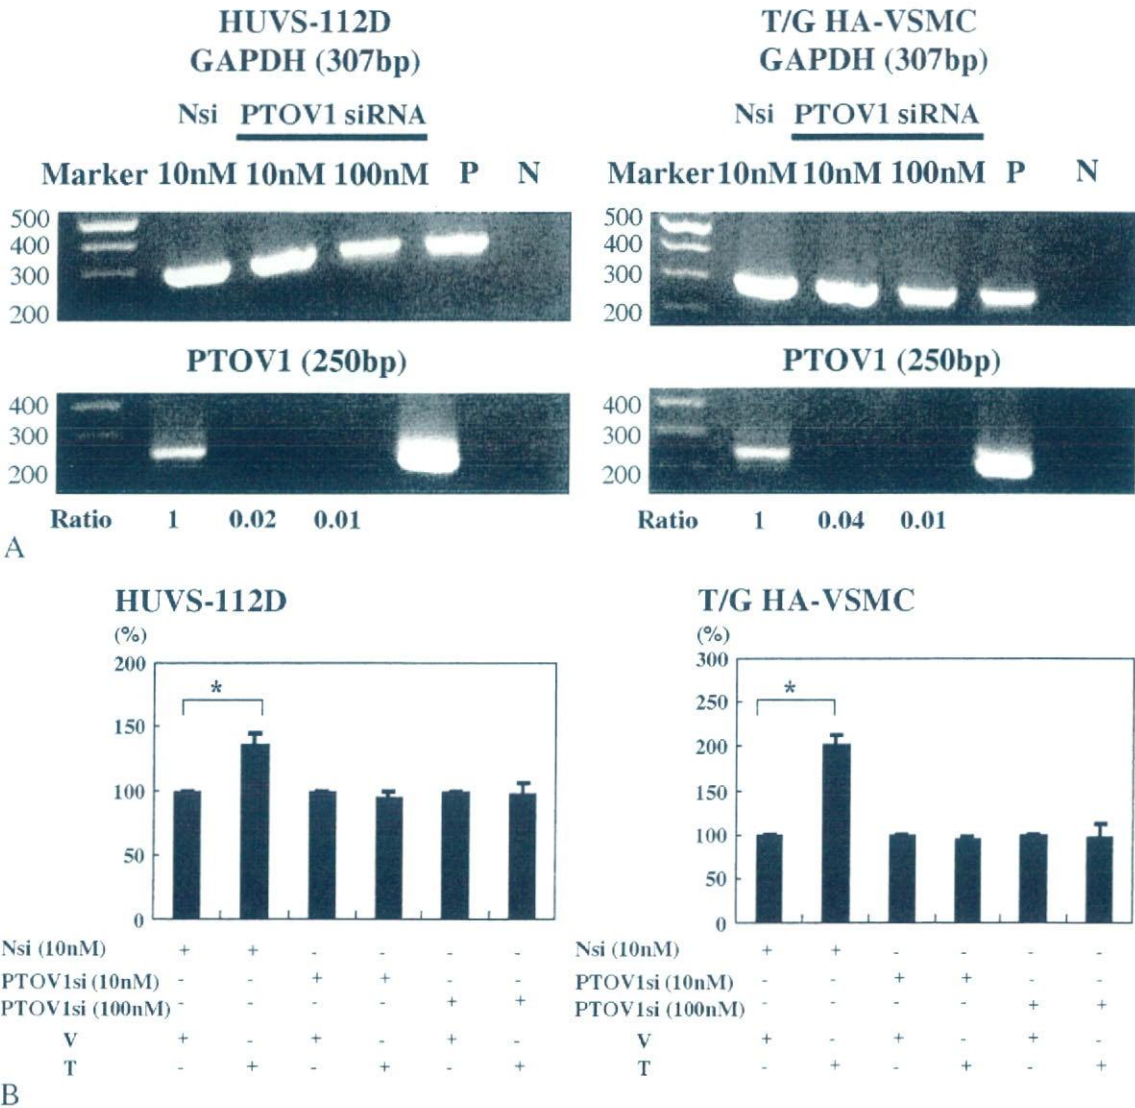 HUVS-112D
GAPDH (307bp)
Nsi PTOV1 siRNA
Marker 10nM 10nM 100nM P N
500
400
300
200
PTOV1 (250bp)
400
300
200
Ratio 1 0.02 0.01
T/G HA-VSMC
GAPDH (307bp)
Nsi PTOV1 siRNA
Marker 10nM 10nM 100nM P N
500
400
300
200
PTOV1 (250bp)
400
300
200
Ratio 1 0.04 0.01
A
HUVS-112D
(%)
200
*
150
100
50
0
Nsi (10nM) + + - - - -
PTOV1si (10nM) - - + + - -
PTOV1si (100nM) - - - - + +
V + - + - + -
T - + - + - +
T/G HA-VSMC
(%)
300
*
250
200
150
100
50
0
Nsi (10nM) + + - - - -
PTOV1si (10nM) - - + + - -
PTOV1si (100nM) - - - - + +
V + - + - + -
T - + - + - +
B